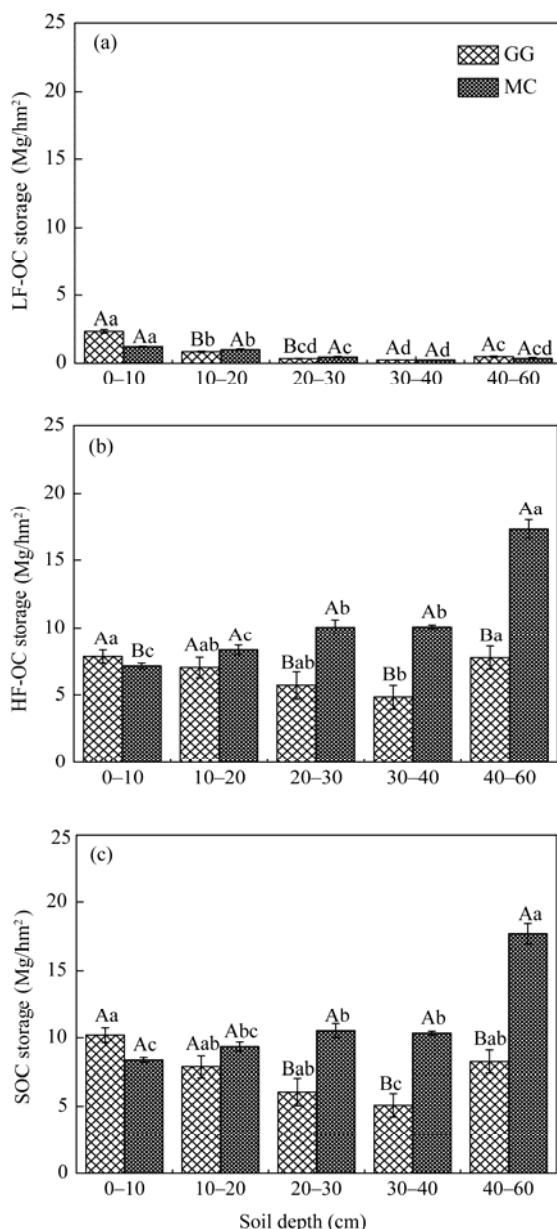 (a)
GG
MC
LF-OC storage (Mg/hm²)
25
20
15
10
5
0
Aa Aa Bb Ab Bcd Ac Ad Ad Ac Acd
0–10 10–20 20–30 30–40 40–60
(b)
HF-OC storage (Mg/hm²)
25
20
15
10
5
0
Aa Bc Aab Ac Bab Ab Bb Ab Ba Aa
0–10 10–20 20–30 30–40 40–60
(c)
SOC storage (Mg/hm²)
25
20
15
10
5
0
Aa Ac Aab Abc Bab Ab Bc Ab Bab Aa
0–10 10–20 20–30 30–40 40–60
Soil depth (cm)